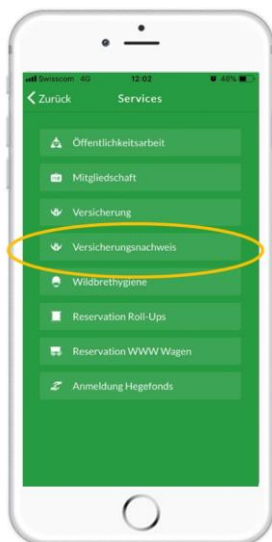 Swisscom 4G 12:02 46%
Zurück Services
Öffentlichkeitsarbeit
Mitgliedschaft
Versicherung
Versicherungsnachweis
Wildbrethygiene
Reservation Roll-Ups
Reservation WWW Wagen
Anmeldung Hegefonds